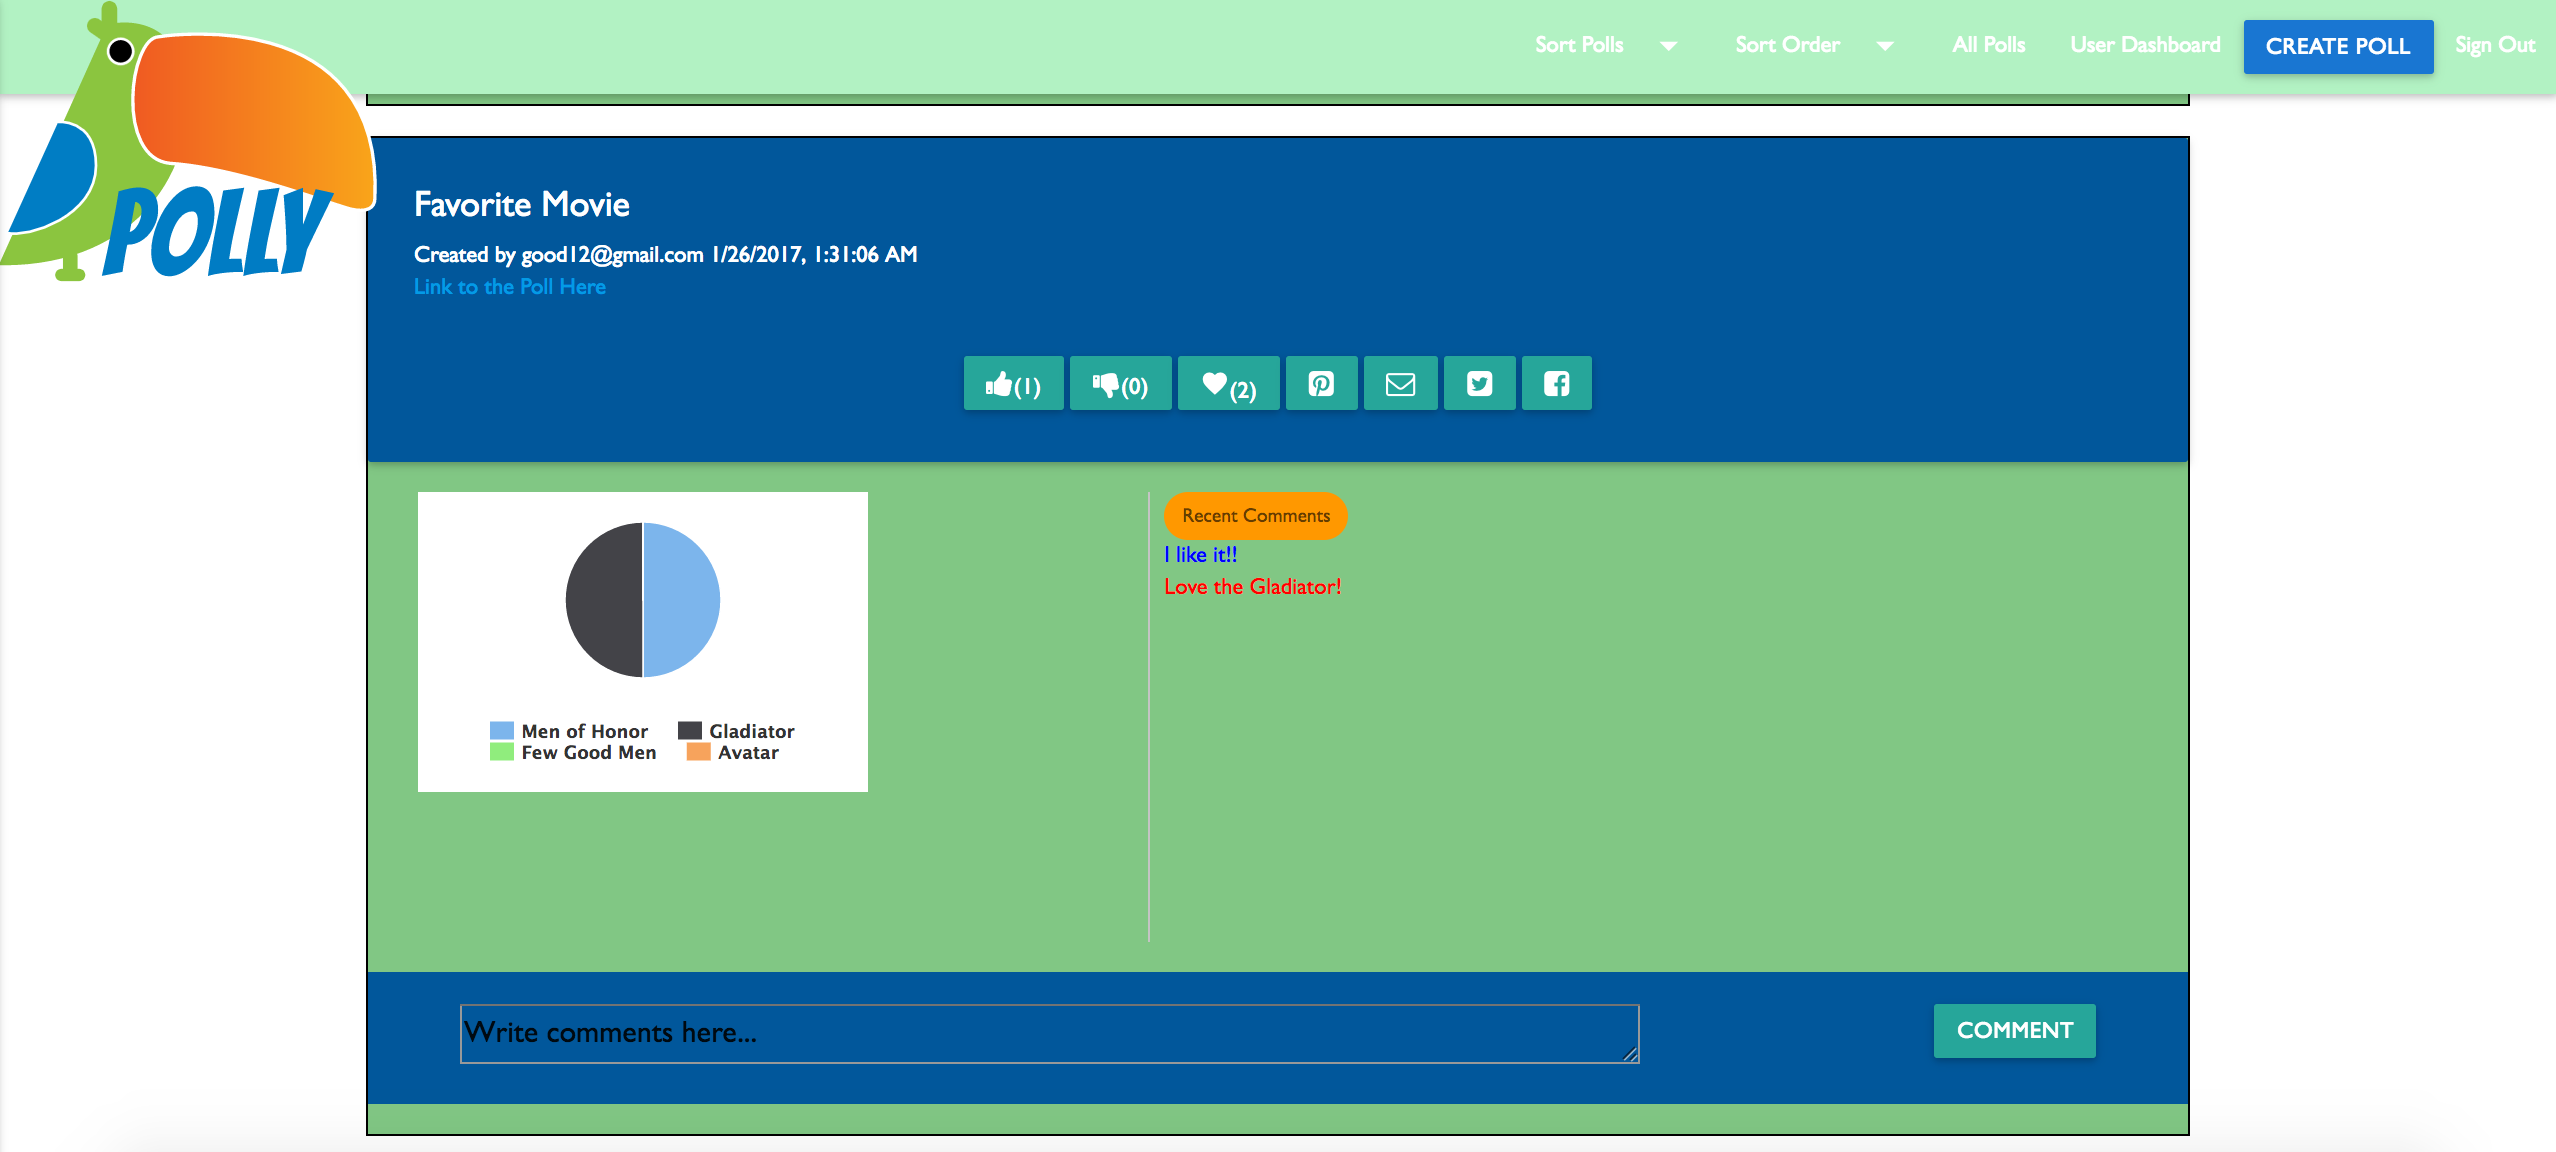 Sort Polls Sort Order All Polls User Dashboard CREATE POLL Sign Out
POLLY
Favorite Movie
Created by good12@gmail.com 1/26/2017, 1:31:06 AM
Link to the Poll Here
(1) (0) (2)
Recent Comments
I like it!!
Love the Gladiator!
Men of Honor Gladiator
Few Good Men Avatar
Write comments here...
COMMENT